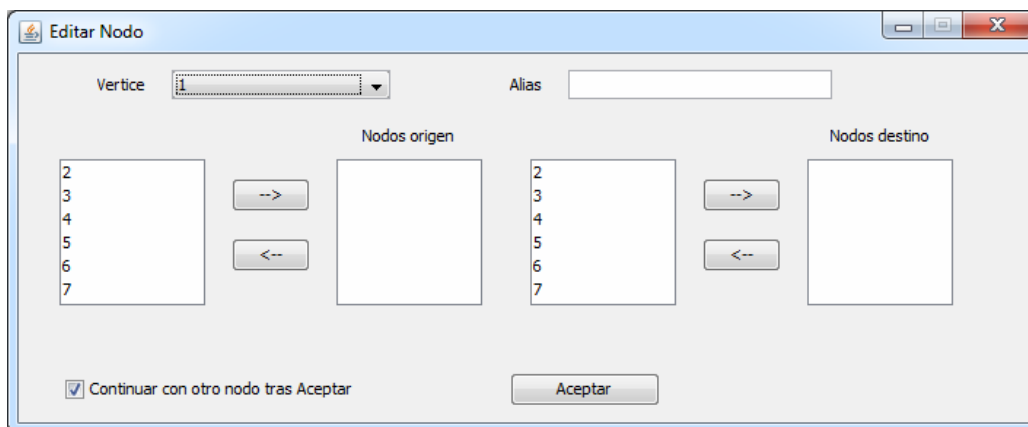 Editar Nodo
Vertice 1 Alias
Nodos origen Nodos destino
2 --> 2 -->
3 3
4 4
5 <-- 5 <--
6 6
7 7
Continuar con otro nodo tras Aceptar Aceptar